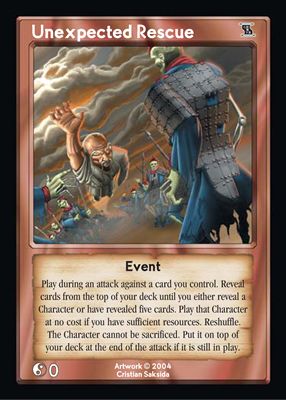 Unexpected Rescue
Event
Play during an attack against a card you control. Reveal
cards from the top of your deck until you either reveal a
Character or have revealed five cards. Play that Character
at no cost if you have sufficient resources. Reshuffle.
The Character cannot be sacrificed. Put it on top of
your deck at the end of the attack if it is still in play.
0
Artwork © 2004
Cristian Saksida